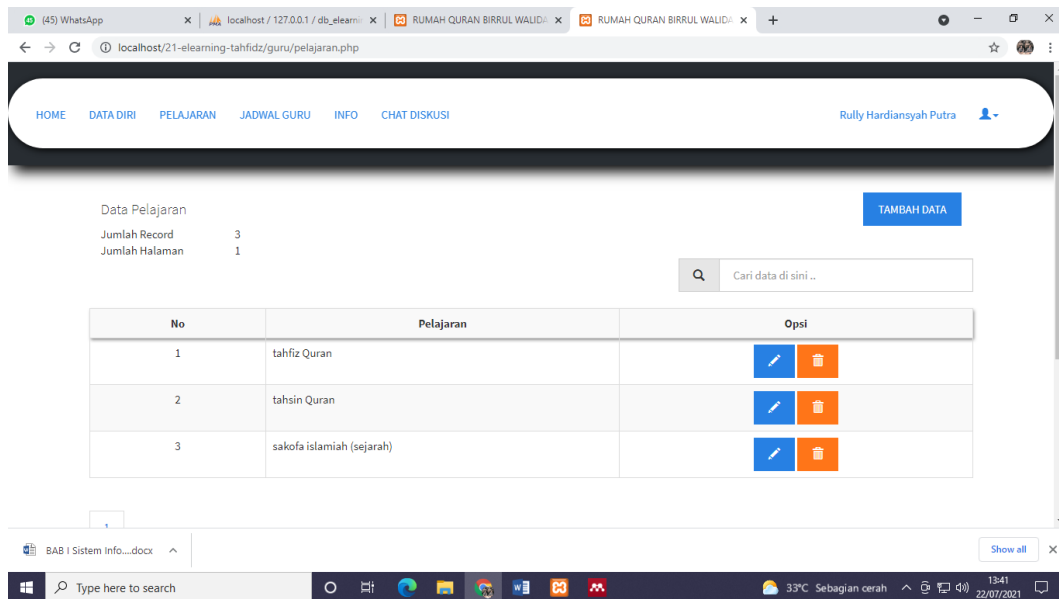 (45) WhatsApp
localhost / 127.0.0.1 / db_elearni
RUMAH QURAN BIRRUL WALIDA
RUMAH QURAN BIRRUL WALIDA
localhost/21-elearning-tahfidz/guru/pelajaran.php
HOME DATA DIRI PELAJARAN JADWAL GURU INFO CHAT DISKUSI Rully Hardiansyah Putra
Data Pelajaran
TAMBAH DATA
Jumlah Record 3
Jumlah Halaman 1
Cari data di sini ..
No Pelajaran Opsi
1 tahfiz Quran
2 tahsin Quran
3 sakofa islamiah (sejarah)
1
BAB I Sistem Info....docx
Show all
Type here to search
33°C Sebagian cerah
13:41
22/07/2021